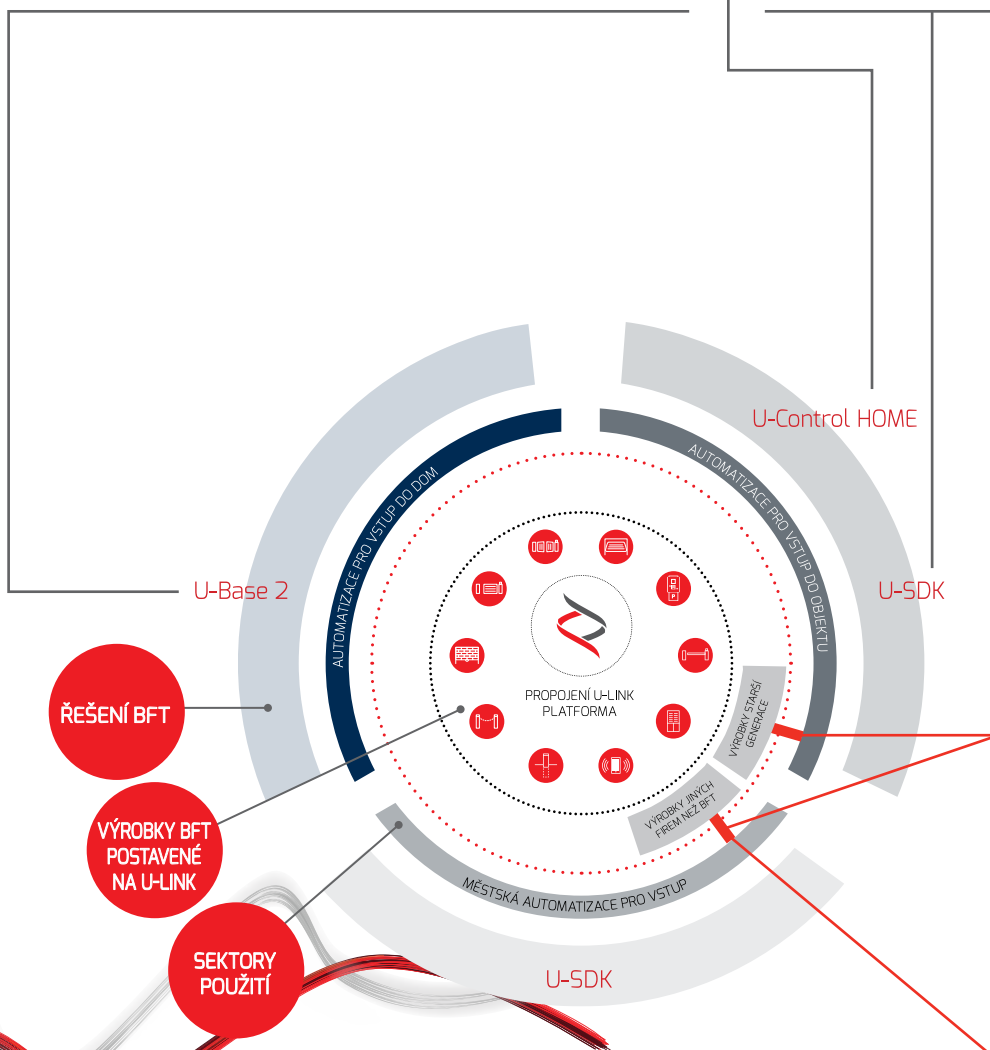 U-Control HOME
AUTOMATIZACE PRO VSTUP DO DOM
AUTOMATIZACE PRO VSTUP DO OBJEKTU
U-Base 2
U-SDK
P
PROPOJENÍ U-LINK
PLATFORMA
VÝROBKY STARŠÍ
GENERACE
VÝROBKY JINÝCH
FIREM NEŽ BFT
ŘEŠENÍ BFT
VÝROBKY BFT
POSTAVENÉ
NA U-LINK
MĚSTSKÁ AUTOMATIZACE PRO VSTUP
SEKTORY
POUŽITÍ
U-SDK